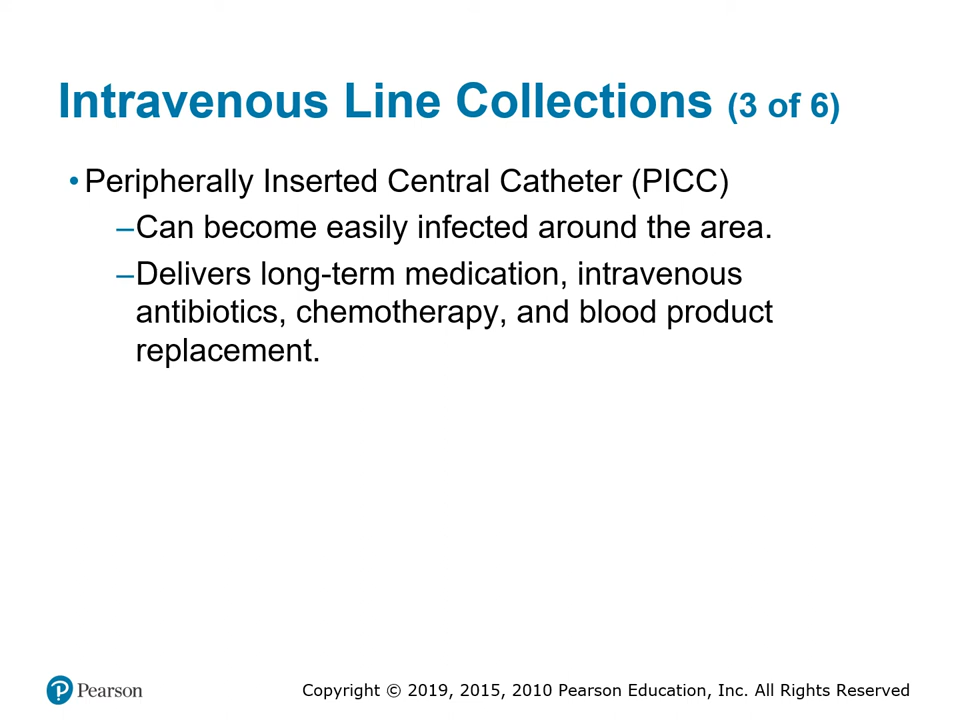 Intravenous Line Collections (3 of 6)
• Peripherally Inserted Central Catheter (PICC)
–Can become easily infected around the area.
–Delivers long-term medication, intravenous
antibiotics, chemotherapy, and blood product
replacement.
Pearson
Copyright © 2019, 2015, 2010 Pearson Education, Inc. All Rights Reserved